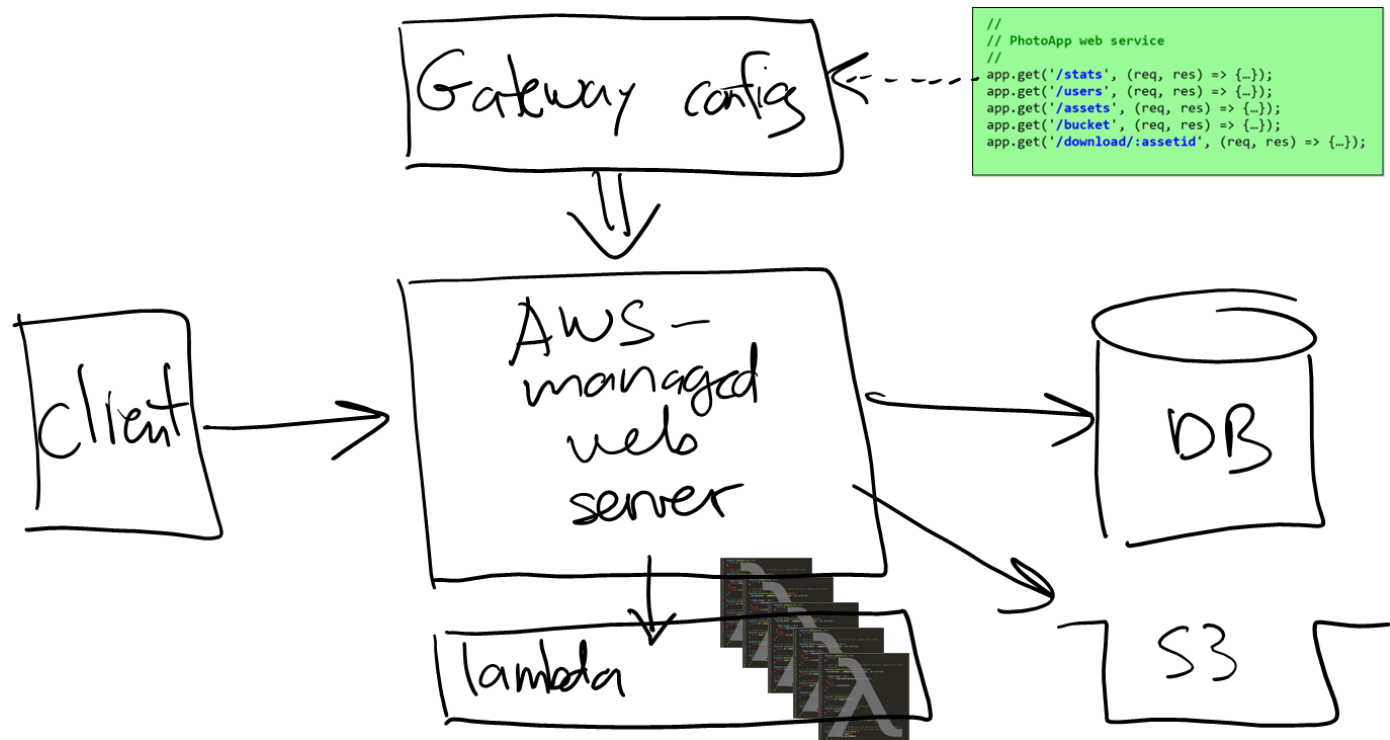 Gateway config
//
// PhotoApp web service
//
app.get('/stats', (req, res) => {…});
app.get('/users', (req, res) => {…});
app.get('/assets', (req, res) => {…});
app.get('/bucket', (req, res) => {…});
app.get('/download/:assetid', (req, res) => {…});
client
AWS-
managed
web
server
DB
lambda
λ
S3